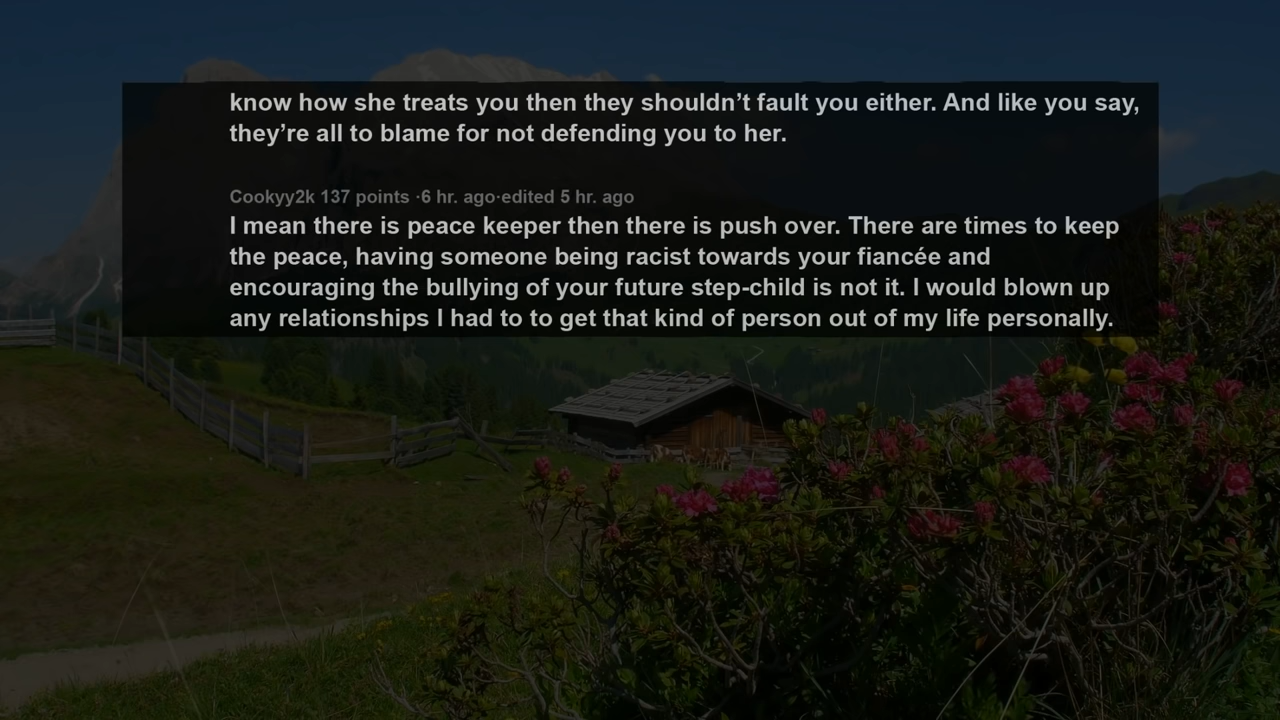 know how she treats you then they shouldn’t fault you either. And like you say,
they’re all to blame for not defending you to her.
Cookyy2k 137 points ·6 hr. ago·edited 5 hr. ago
I mean there is peace keeper then there is push over. There are times to keep
the peace, having someone being racist towards your fiancée and
encouraging the bullying of your future step-child is not it. I would blown up
any relationships I had to to get that kind of person out of my life personally.